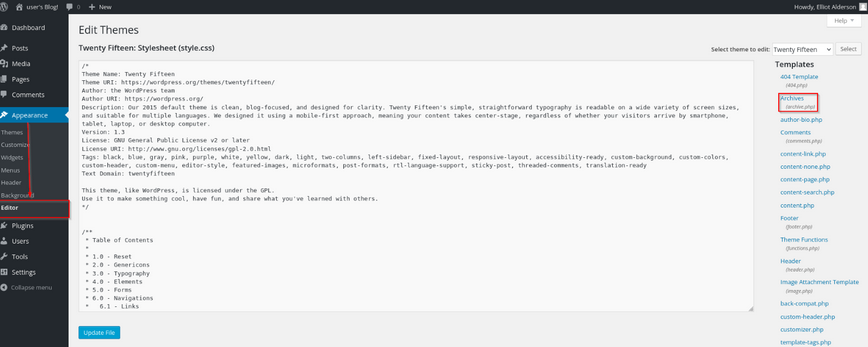 user's Blog!
0
New
Howdy, Elliot Alderson
Help
Dashboard
Posts
Media
Pages
Comments
Appearance
Themes
Customize
Widgets
Menus
Header
Background
Editor
Plugins
Users
Tools
Settings
Collapse menu
Edit Themes
Twenty Fifteen: Stylesheet (style.css)
Select theme to edit:
Twenty Fifteen
Select
/*
Theme Name: Twenty Fifteen
Theme URI: https://wordpress.org/themes/twentyfifteen/
Author: the WordPress team
Author URI: https://wordpress.org/
Description: Our 2015 default theme is clean, blog-focused, and designed for clarity. Twenty Fifteen's simple, straightforward typography is readable on a wide variety of screen sizes,
and suitable for multiple languages. We designed it using a mobile-first approach, meaning your content takes center-stage, regardless of whether your visitors arrive by smartphone,
tablet, laptop, or desktop computer.
Version: 1.3
License: GNU General Public License v2 or later
License URI: http://www.gnu.org/licenses/gpl-2.0.html
Tags: black, blue, gray, pink, purple, white, yellow, dark, light, two-columns, left-sidebar, fixed-layout, responsive-layout, accessibility-ready, custom-background, custom-colors,
custom-header, custom-menu, editor-style, featured-images, microformats, post-formats, rtl-language-support, sticky-post, threaded-comments, translation-ready
Text Domain: twentyfifteen
This theme, like WordPress, is licensed under the GPL.
Use it to make something cool, have fun, and share what you've learned with others.
*/
/**
* Table of Contents
*
* 1.0 - Reset
* 2.0 - Genericons
* 3.0 - Typography
* 4.0 - Elements
* 5.0 - Forms
* 6.0 - Navigations
* 6.1 - Links
Update File
Templates
404 Template
(404.php)
Archives
(archive.php)
author-bio.php
Comments
(comments.php)
content-link.php
content-none.php
content-page.php
content-search.php
content.php
Footer
(footer.php)
Theme Functions
(functions.php)
Header
(header.php)
Image Attachment Template
(image.php)
back-compat.php
custom-header.php
customizer.php
template-tags.php